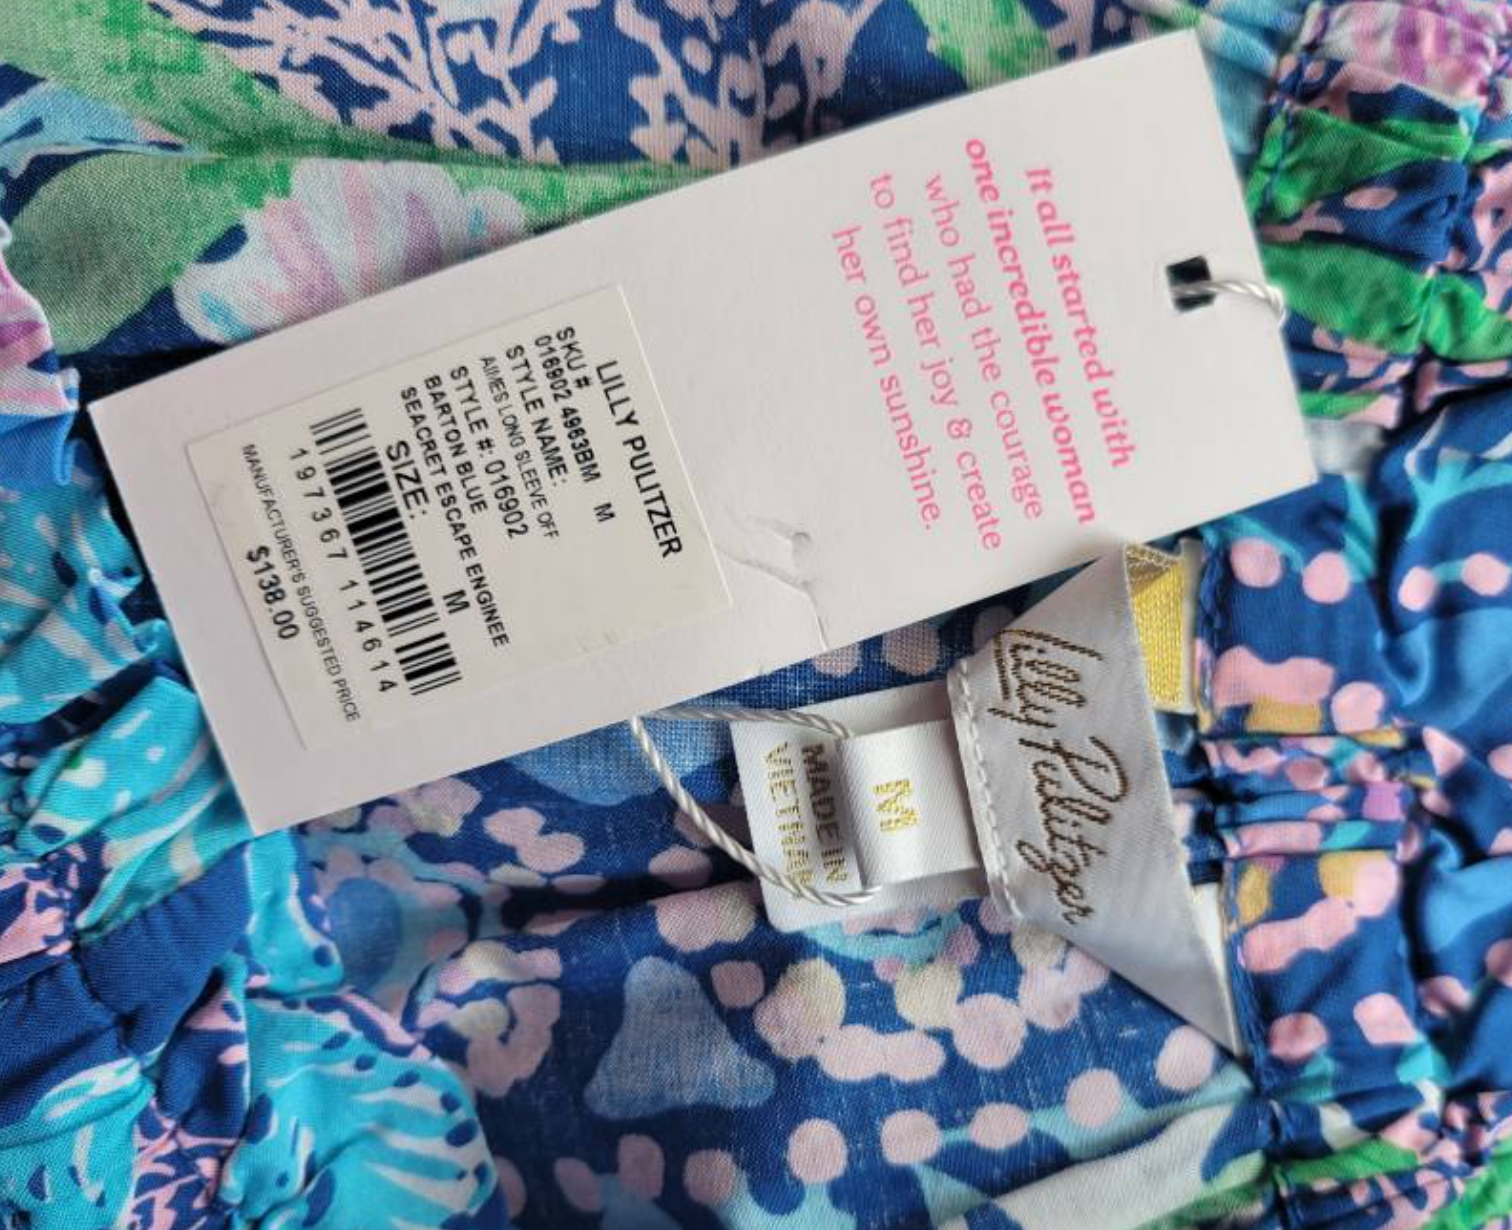 It all started with
one incredible woman
who had the courage
to find her joy & create
her own sunshine.
LILLY PULITZER
SKU #
016902 4963BM M
STYLE NAME:
AIMES LONG SLEEVE OFF
STYLE #: 016902
BARTON BLUE
SEACRET ESCAPE ENGINEE
SIZE: M
197367 114614
MANUFACTURER'S SUGGESTED PRICE
$138.00
Lilly Pulitzer
M
MADE IN
VIETNAM